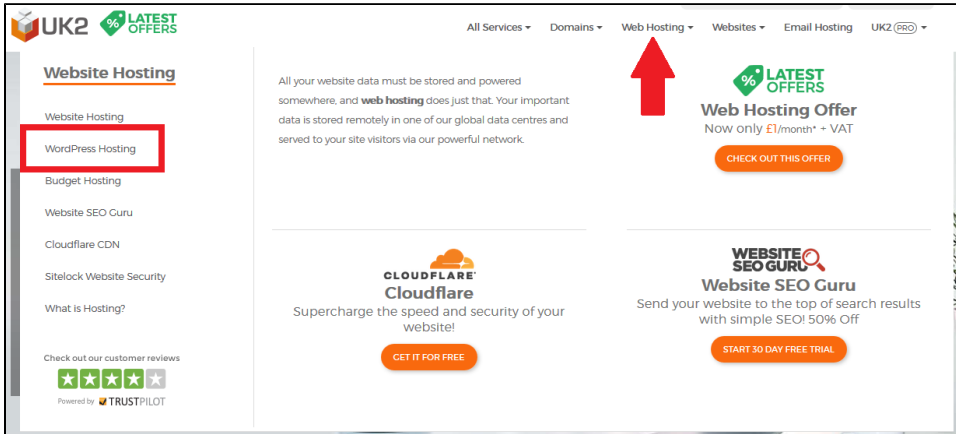 UK2 % LATEST OFFERS
All Services Domains Web Hosting Websites Email Hosting UK2 PRO
Website Hosting
Website Hosting
WordPress Hosting
Budget Hosting
Website SEO Guru
Cloudflare CDN
Sitelock Website Security
What is Hosting?
Check out our customer reviews
Powered by TRUSTPILOT
All your website data must be stored and powered
somewhere, and web hosting does just that. Your important
data is stored remotely in one of our global data centres and
served to your site visitors via our powerful network.
% LATEST OFFERS
Web Hosting Offer
Now only £1/month* + VAT
CHECK OUT THIS OFFER
CLOUDFLARE
Cloudflare
Supercharge the speed and security of your
website!
GET IT FOR FREE
WEBSITE
SEO GURU
Website SEO Guru
Send your website to the top of search results
with simple SEO! 50% Off
START 30 DAY FREE TRIAL